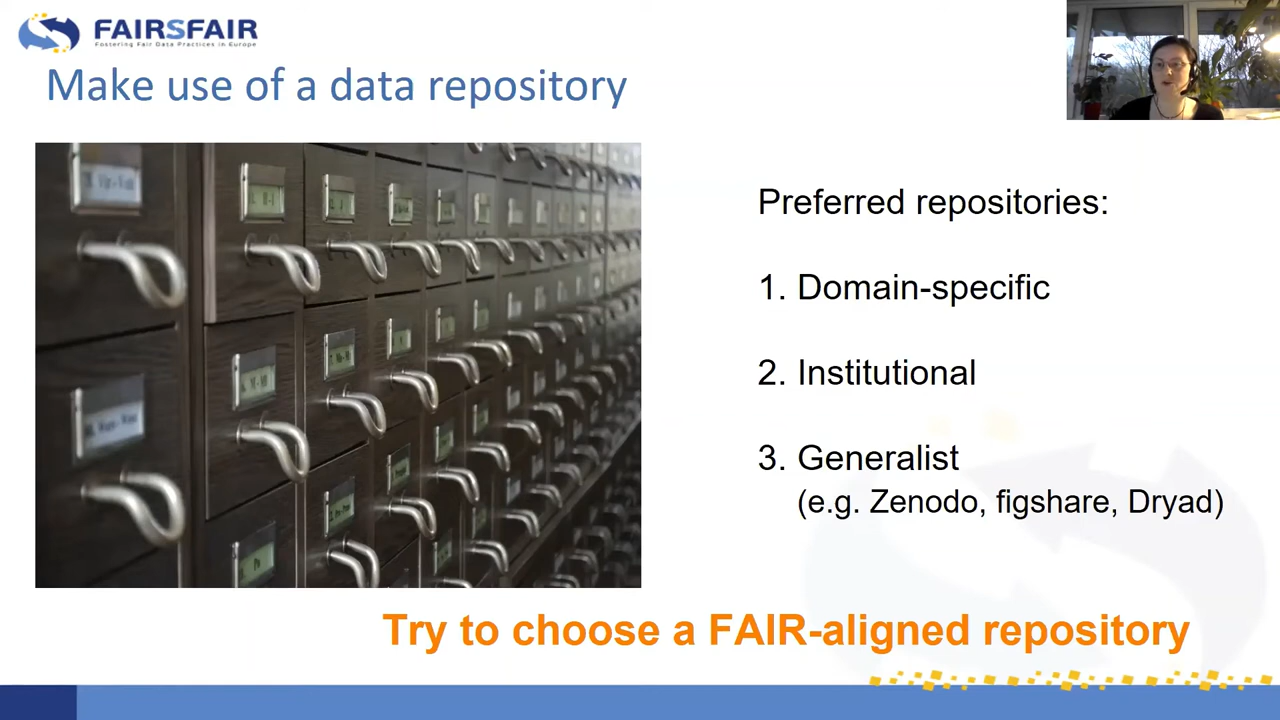 FAIRSFAIR
Fostering Fair Data Practices in Europe
Make use of a data repository
Preferred repositories:
1. Domain-specific
2. Institutional
3. Generalist
(e.g. Zenodo, figshare, Dryad)
Try to choose a FAIR-aligned repository